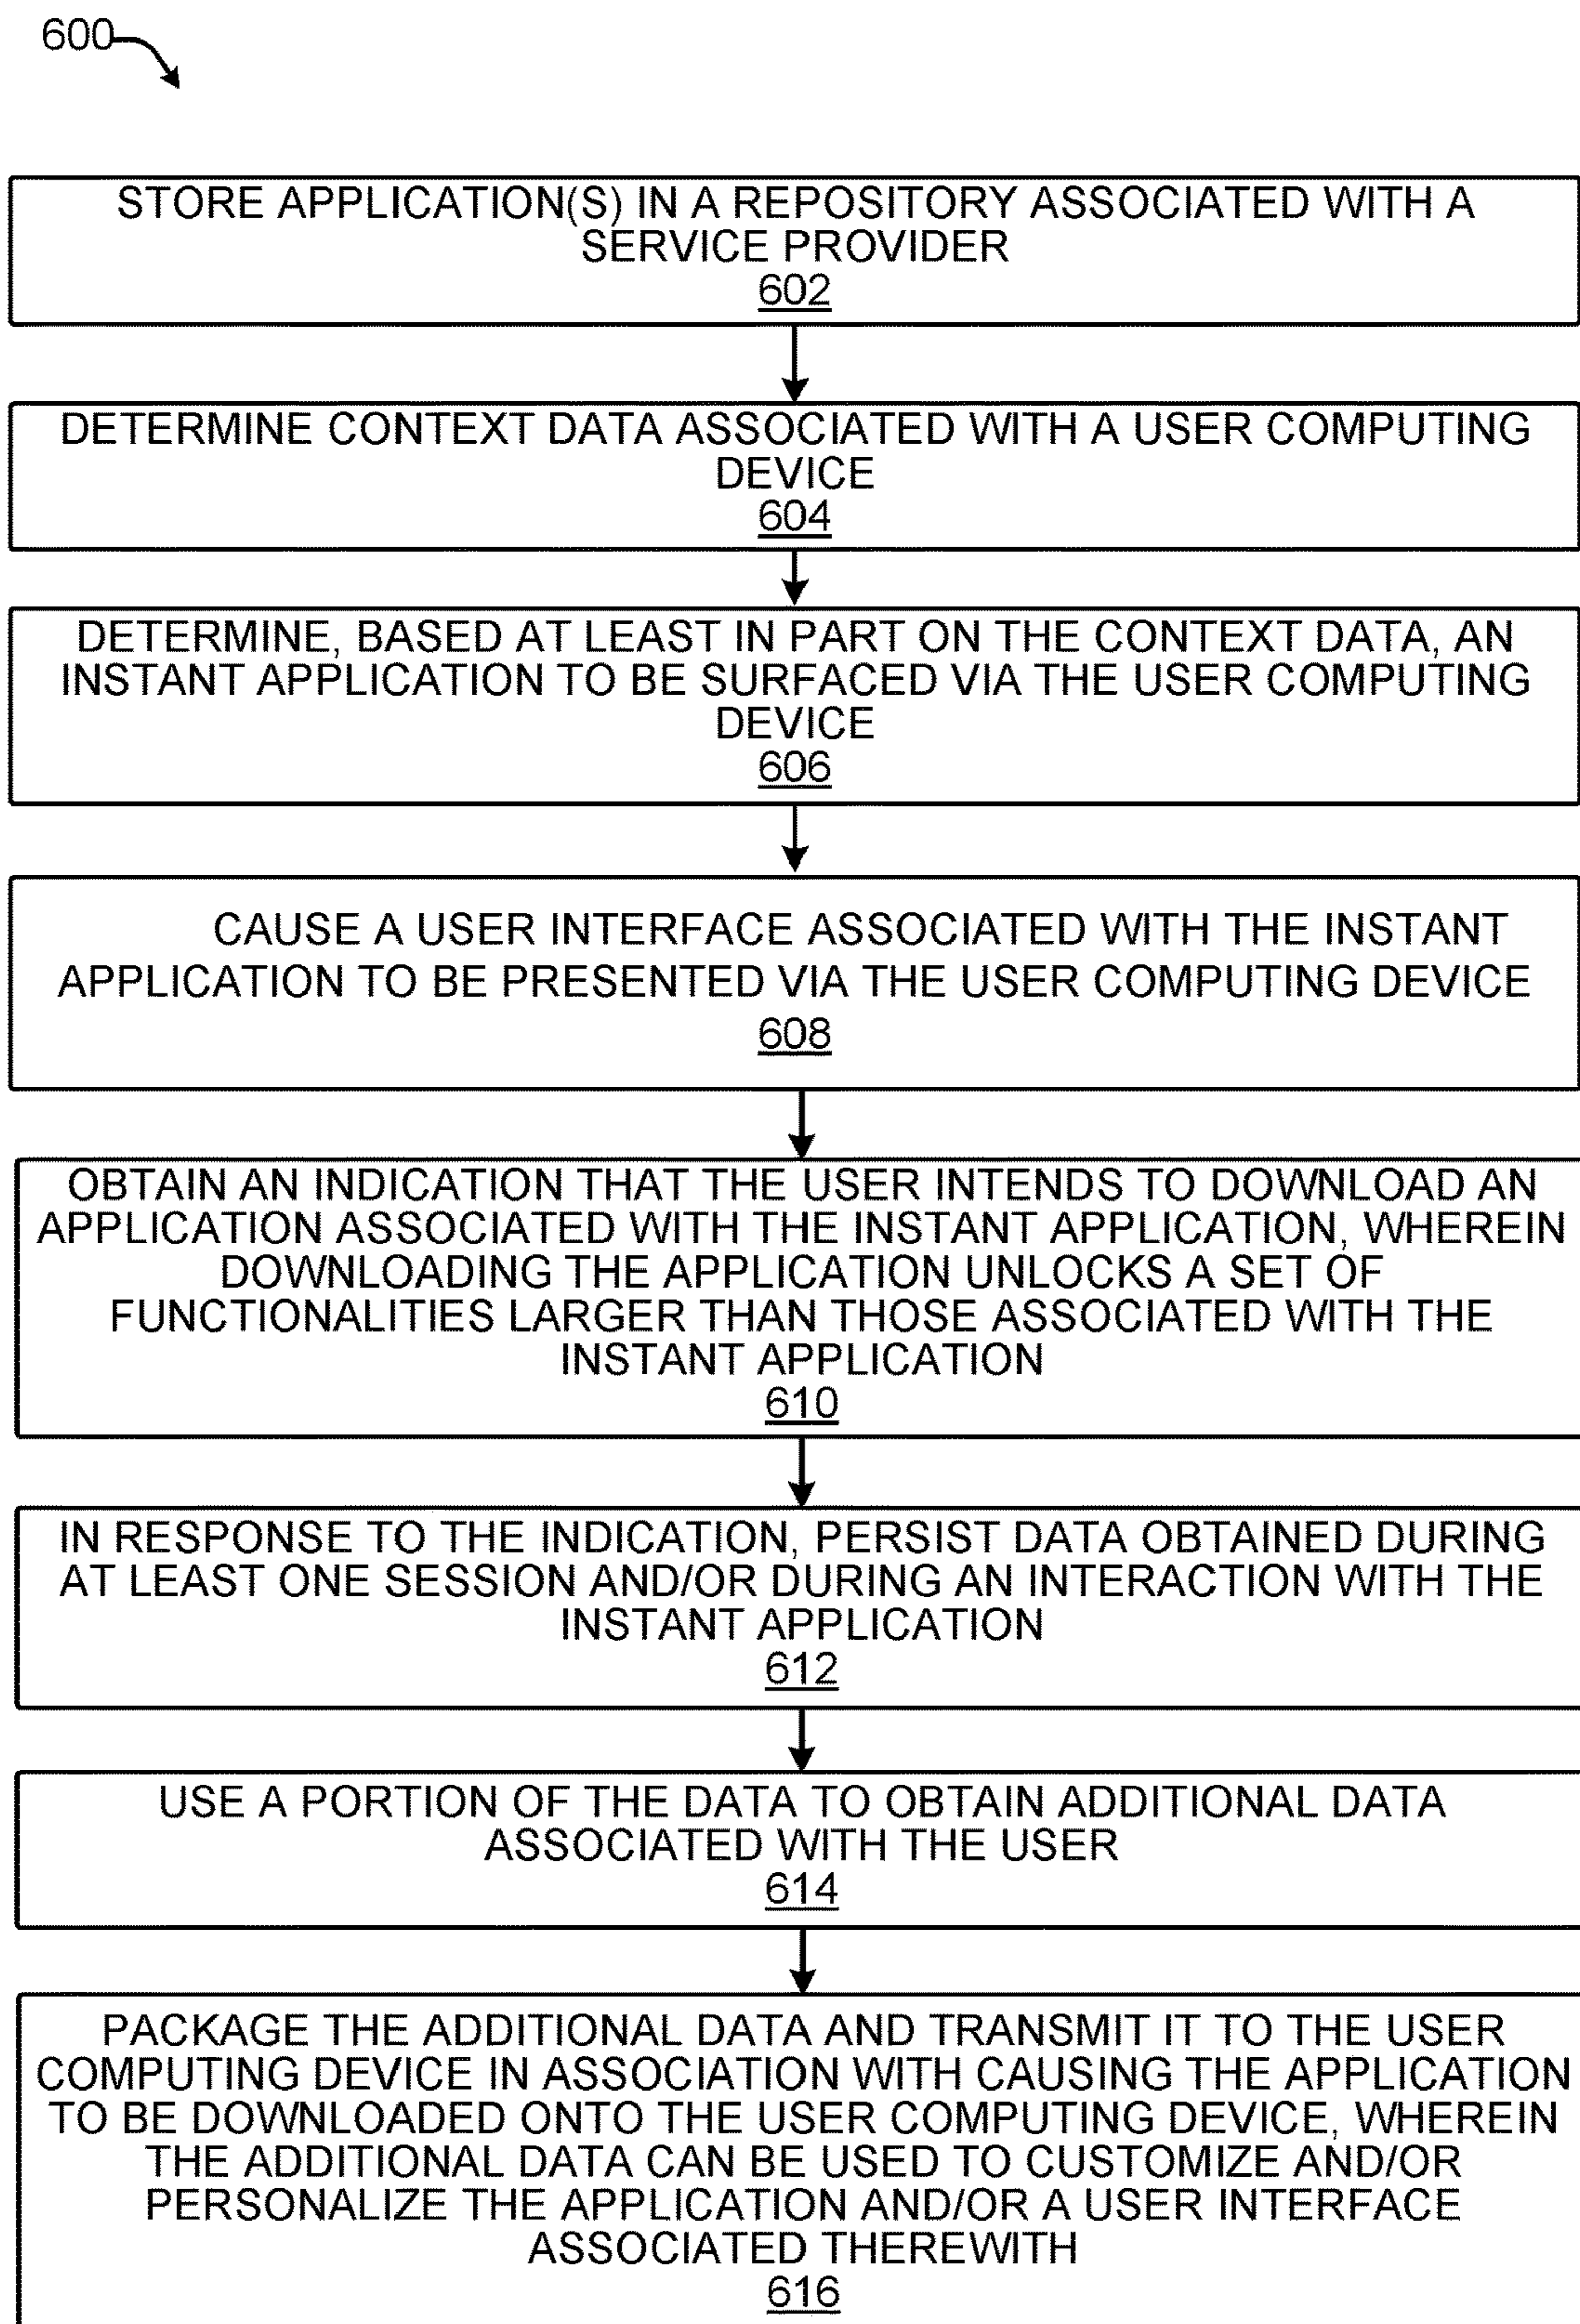 600
STORE APPLICATION(S) IN A REPOSITORY ASSOCIATED WITH A
SERVICE PROVIDER
602
DETERMINE CONTEXT DATA ASSOCIATED WITH A USER COMPUTING
DEVICE
604
DETERMINE, BASED AT LEAST IN PART ON THE CONTEXT DATA, AN
INSTANT APPLICATION TO BE SURFACED VIA THE USER COMPUTING
DEVICE
606
CAUSE A USER INTERFACE ASSOCIATED WITH THE INSTANT
APPLICATION TO BE PRESENTED VIA THE USER COMPUTING DEVICE
608
OBTAIN AN INDICATION THAT THE USER INTENDS TO DOWNLOAD AN
APPLICATION ASSOCIATED WITH THE INSTANT APPLICATION, WHEREIN
DOWNLOADING THE APPLICATION UNLOCKS A SET OF
FUNCTIONALITIES LARGER THAN THOSE ASSOCIATED WITH THE
INSTANT APPLICATION
610
IN RESPONSE TO THE INDICATION, PERSIST DATA OBTAINED DURING
AT LEAST ONE SESSION AND/OR DURING AN INTERACTION WITH THE
INSTANT APPLICATION
612
USE A PORTION OF THE DATA TO OBTAIN ADDITIONAL DATA
ASSOCIATED WITH THE USER
614
PACKAGE THE ADDITIONAL DATA AND TRANSMIT IT TO THE USER
COMPUTING DEVICE IN ASSOCIATION WITH CAUSING THE APPLICATION
TO BE DOWNLOADED ONTO THE USER COMPUTING DEVICE, WHEREIN
THE ADDITIONAL DATA CAN BE USED TO CUSTOMIZE AND/OR
PERSONALIZE THE APPLICATION AND/OR A USER INTERFACE
ASSOCIATED THEREWITH
616